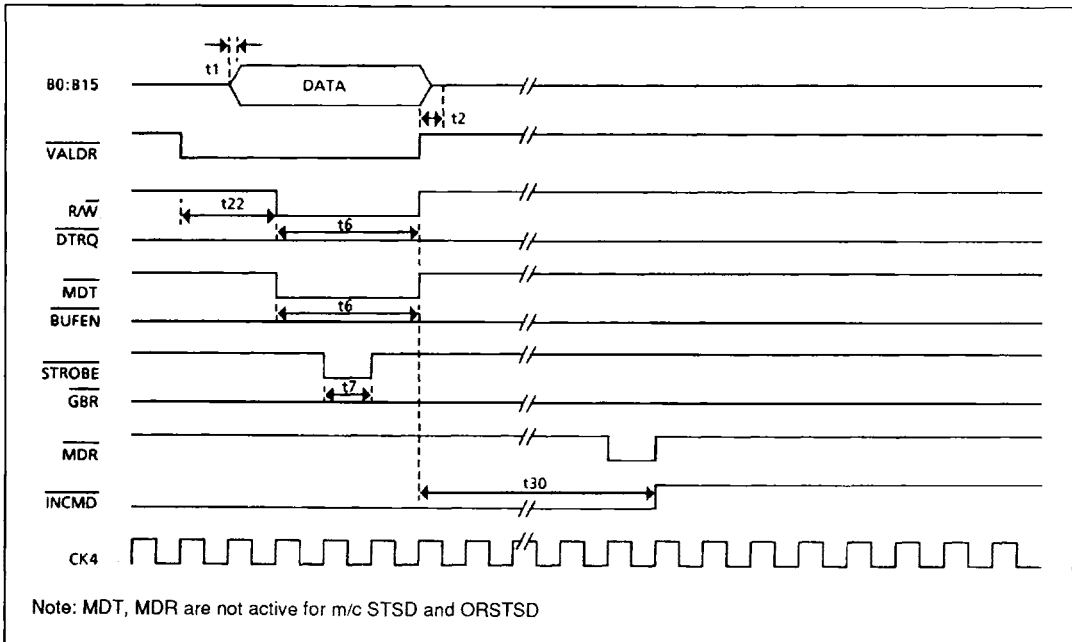 t1
B0:B15
DATA
t2
VALDR
t22
R/W
t6
DTRQ
MDT
t6
BUFEN
STROBE
t7
GBR
MDR
t30
INCMD
CK4
Note: MDT, MDR are not active for m/c STSD and ORSTSD